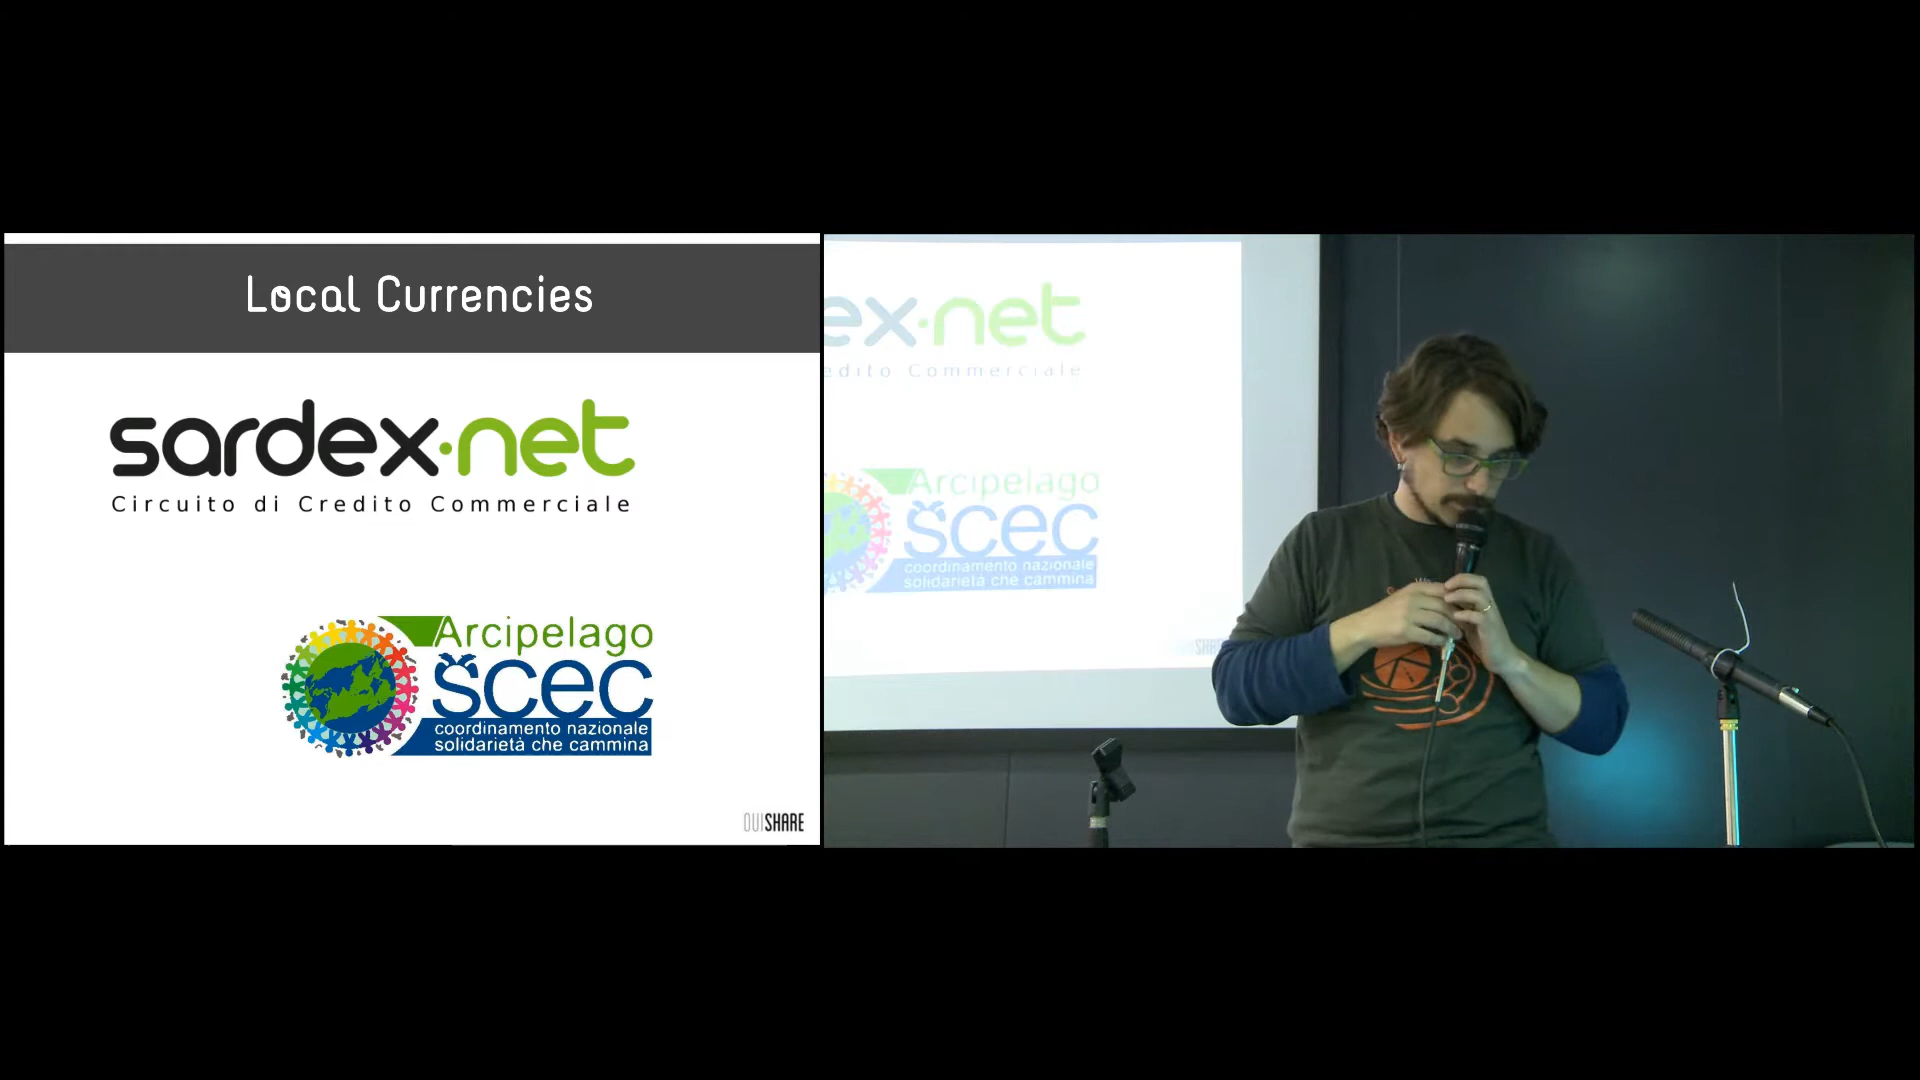 Local Currencies
sardex.net
Circuito di Credito Commerciale
Arcipelago
šcec
coordinamento nazionale
solidarietà che cammina
OUISHARE
ex.net
edito Commerciale
Arcipelago
šcec
coordinamento nazionale
solidarietà che cammina